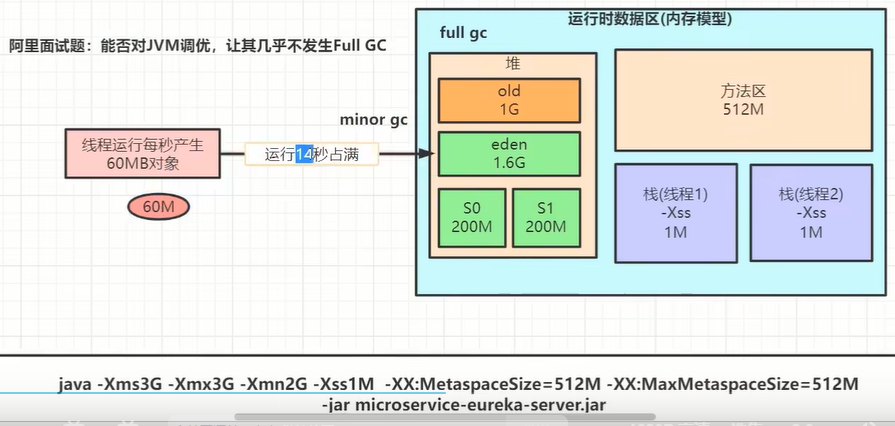 阿里面试题：能否对JVM调优，让其几乎不发生Full GC
线程运行每秒产生
60MB对象
60M
运行14秒占满
minor gc
运行时数据区(内存模型)
full gc
堆
old
1G
eden
1.6G
S0
200M
S1
200M
方法区
512M
栈(线程1)
-Xss
1M
栈(线程2)
-Xss
1M
java -Xms3G -Xmx3G -Xmn2G -Xss1M -XX:MetaspaceSize=512M -XX:MaxMetaspaceSize=512M
-jar microservice-eureka-server.jar